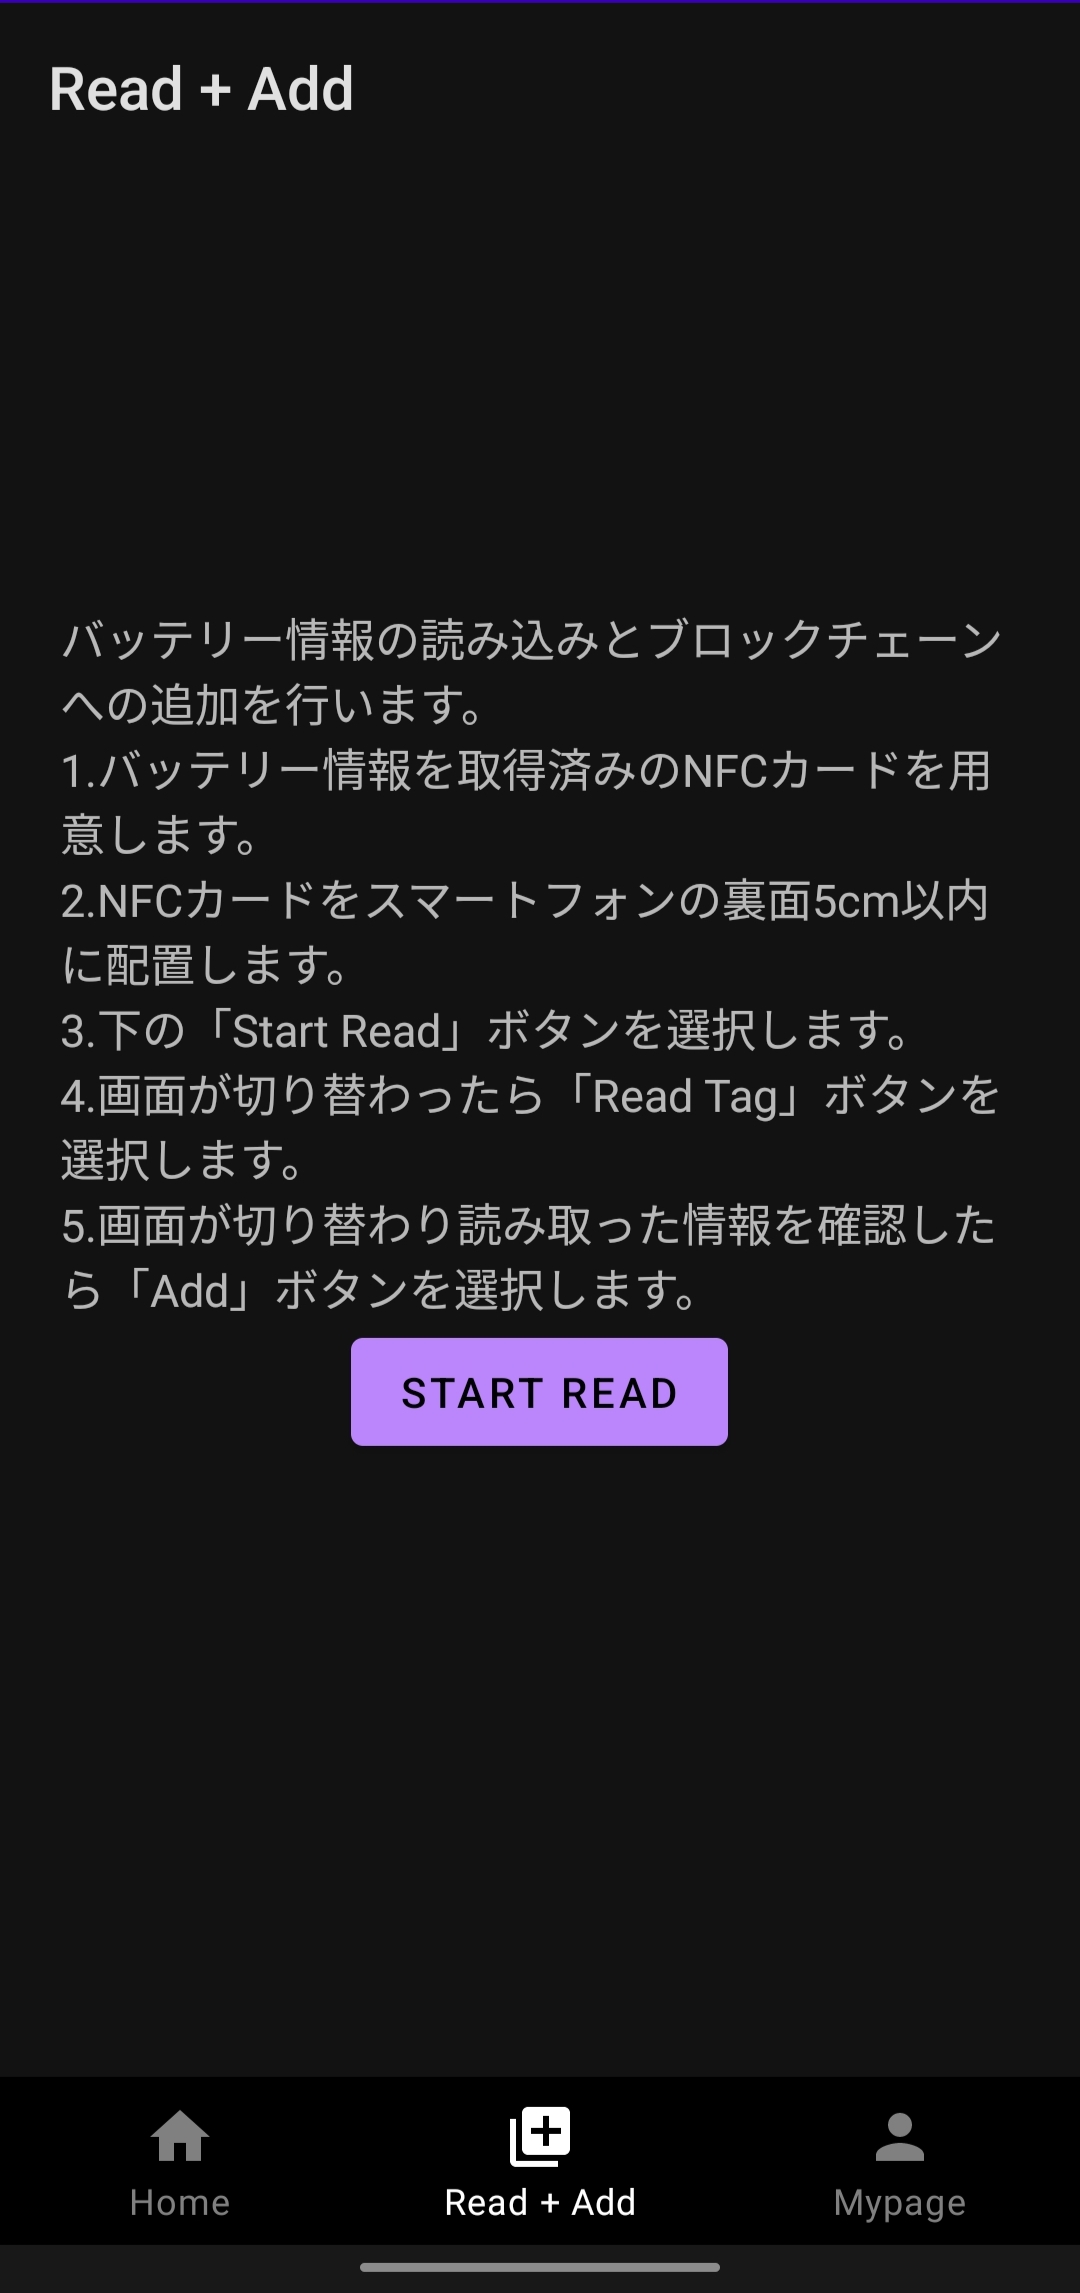 Read + Add
バッテリー情報の読み込みとブロックチェーン
への追加を行います。
1.バッテリー情報を取得済みのNFCカードを用
意します。
2.NFCカードをスマートフォンの裏面5cm以内
に配置します。
3.下の「Start Read」ボタンを選択します。
4.画面が切り替わったら「Read Tag」ボタンを
選択します。
5.画面が切り替わり読み取った情報を確認した
ら「Add」ボタンを選択します。
START READ
Home
Read + Add
Mypage